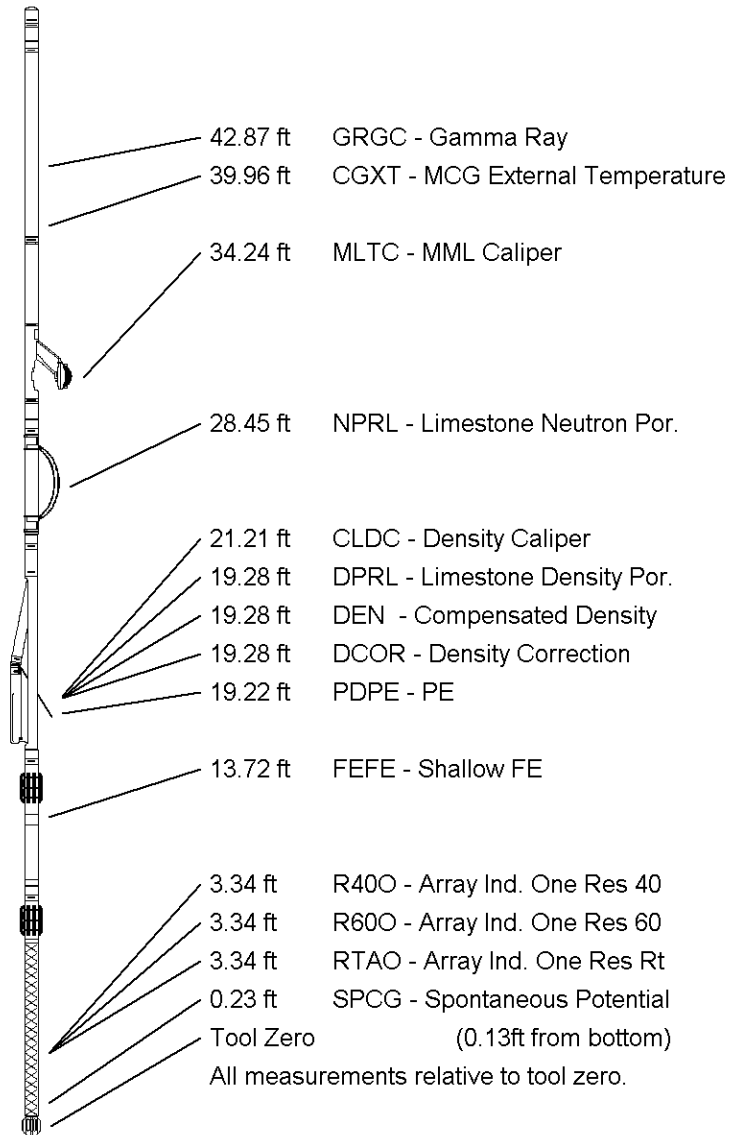 42.87 ft GRGC - Gamma Ray
39.96 ft CGXT - MCG External Temperature
34.24 ft MLTC - MML Caliper
28.45 ft NPRL - Limestone Neutron Por.
21.21 ft CLDC - Density Caliper
19.28 ft DPRL - Limestone Density Por.
19.28 ft DEN - Compensated Density
19.28 ft DCOR - Density Correction
19.22 ft PDPE - PE
13.72 ft FEFE - Shallow FE
3.34 ft R40O - Array Ind. One Res 40
3.34 ft R60O - Array Ind. One Res 60
3.34 ft RTAO - Array Ind. One Res Rt
0.23 ft SPCG - Spontaneous Potential
Tool Zero (0.13ft from bottom)
All measurements relative to tool zero.